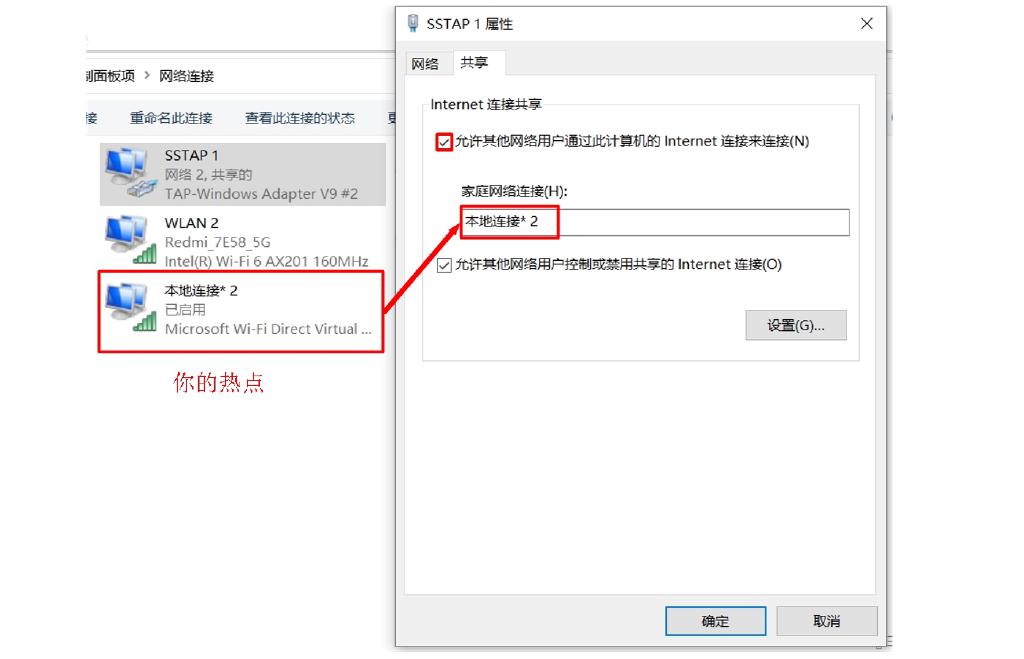 SSTAP 1 属性
网络
共享
制面板项 › 网络连接
接
重命名此连接
查看此连接的状态
SSTAP 1
网络 2, 共享的
TAP-Windows Adapter V9 #2
WLAN 2
Redmi_7E58_5G
Intel(R) Wi-Fi 6 AX201 160MHz
本地连接* 2
已启用
Microsoft Wi-Fi Direct Virtual ...
你的热点
Internet 连接共享
允许其他网络用户通过此计算机的 Internet 连接来连接(N)
家庭网络连接(H):
本地连接* 2
允许其他网络用户控制或禁用共享的 Internet 连接(O)
设置(G)...
确定
取消